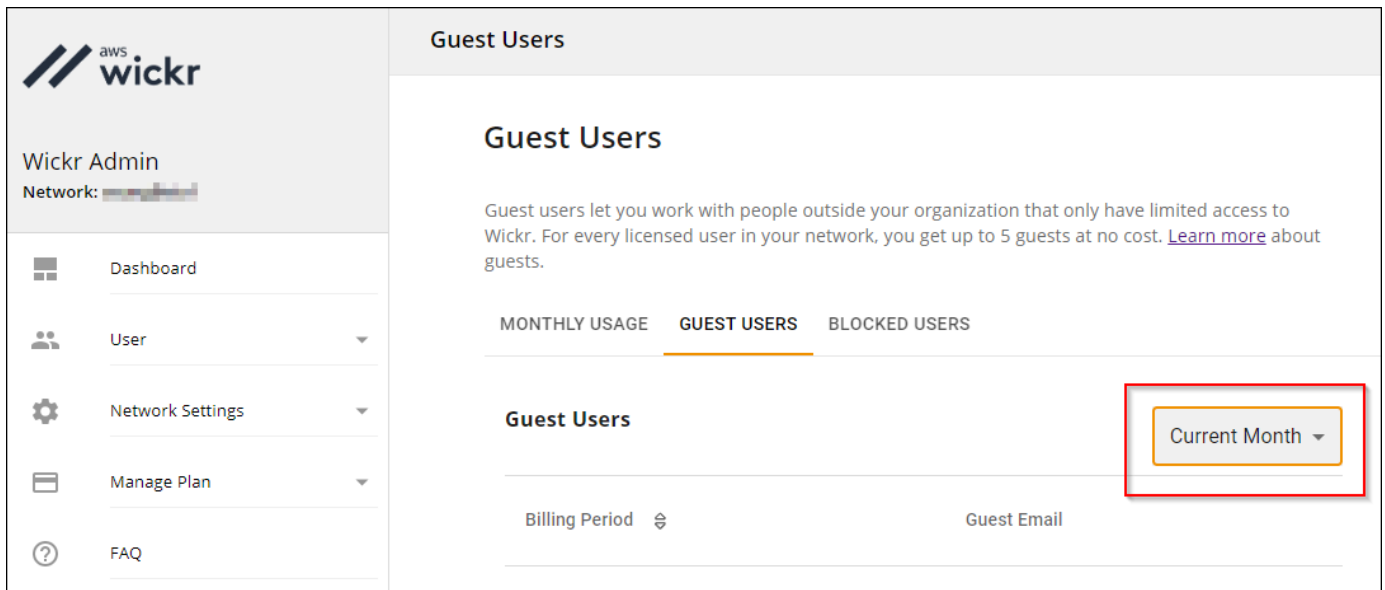 aws
wickr
Wickr Admin
Network:
Dashboard
User
Network Settings
Manage Plan
FAQ
Guest Users
Guest Users
Guest users let you work with people outside your organization that only have limited access to
Wickr. For every licensed user in your network, you get up to 5 guests at no cost. Learn more about
guests.
MONTHLY USAGE GUEST USERS BLOCKED USERS
Guest Users
Current Month
Billing Period Guest Email